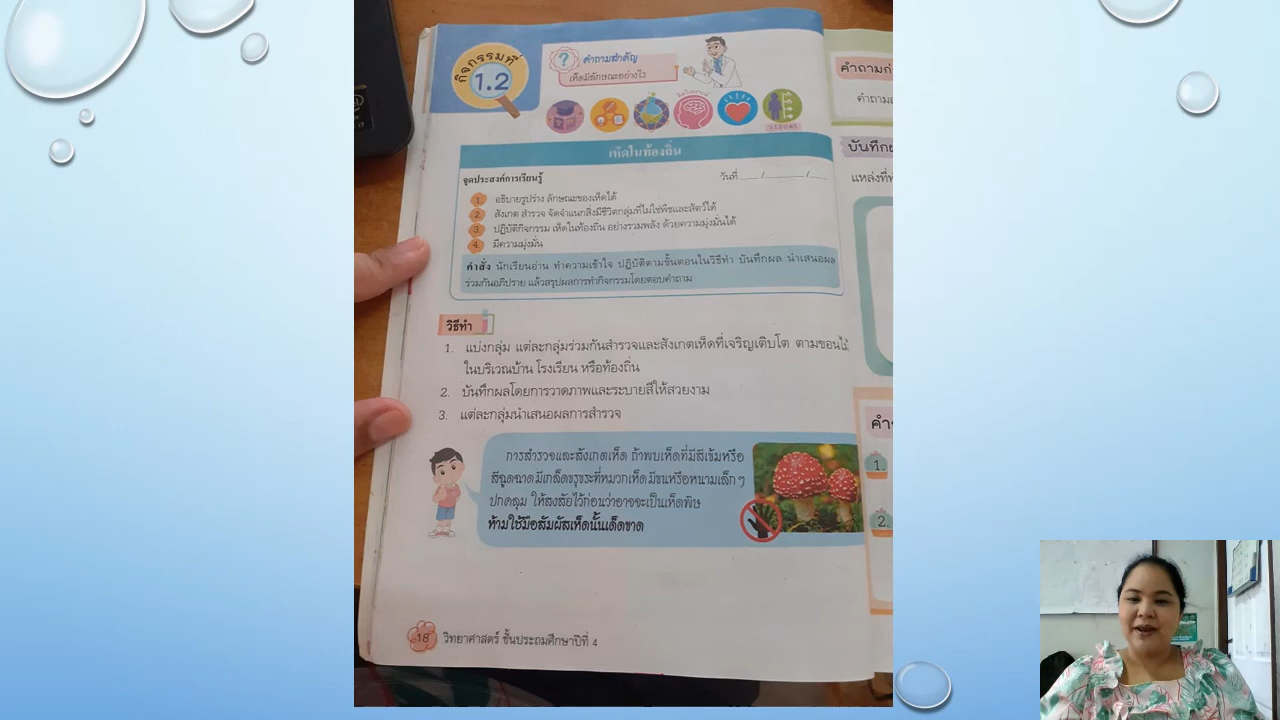 กิจกรรมที่
1.2
?
คำถามสำคัญ
เห็ดมีลักษณะอย่างไร
เห็ดในท้องถิ่น
จุดประสงค์การเรียนรู้
วันที่ ___/______/___
1. อธิบายรูปร่าง ลักษณะของเห็ดได้
2. สังเกต สำรวจ จัดจำแนกสิ่งมีชีวิตกลุ่มที่ไม่ใช่พืชและสัตว์ได้
3. ปฏิบัติกิจกรรม เห็ดในท้องถิ่น อย่างรวมพลัง ด้วยความมุ่งมั่นได้
4. มีความมุ่งมั่น
คำสั่ง นักเรียนอ่าน ทำความเข้าใจ ปฏิบัติตามขั้นตอนในวิธีทำ บันทึกผล นำเสนอผล
ร่วมกันอภิปราย แล้วสรุปผลการทำกิจกรรมโดยตอบคำถาม
วิธีทำ
1. แบ่งกลุ่ม แต่ละกลุ่มร่วมกันสำรวจและสังเกตเห็ดที่เจริญเติบโต ตามขอนไม้
ในบริเวณบ้าน โรงเรียน หรือท้องถิ่น
2. บันทึกผลโดยการวาดภาพและระบายสีให้สวยงาม
3. แต่ละกลุ่มนำเสนอผลการสำรวจ
การสำรวจและสังเกตเห็ด ถ้าพบเห็ดที่มีสีเข้มหรือ
สีฉูดฉาด มีเกล็ดขรุขระที่หมวกเห็ด มีขนหรือหนามเล็ก ๆ
ปกคลุม ให้สงสัยไว้ก่อนว่าอาจจะเป็นเห็ดพิษ
ห้ามใช้มือสัมผัสเห็ดนั้นเด็ดขาด
18 วิทยาศาสตร์ ชั้นประถมศึกษาปีที่ 4
คำถามก่
คำถาม
บันทึก
แหล่งที่
1.
2.